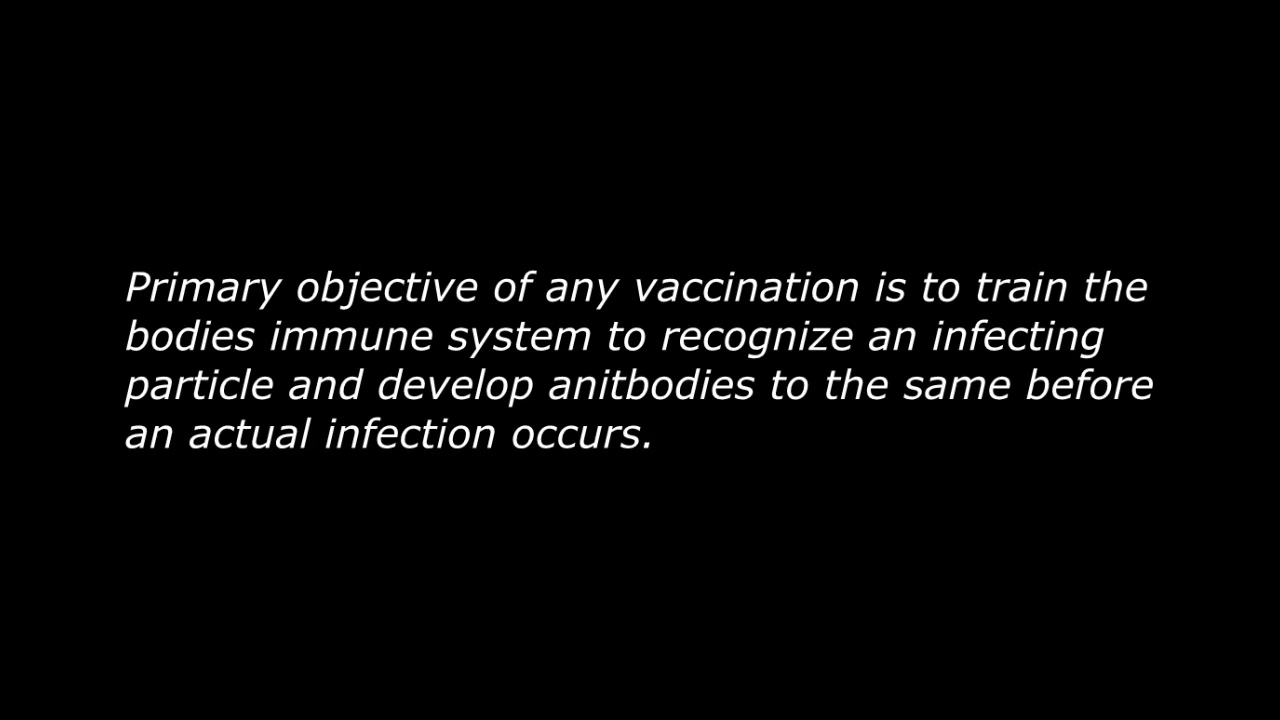 Primary objective of any vaccination is to train the
bodies immune system to recognize an infecting
particle and develop anitbodies to the same before
an actual infection occurs.